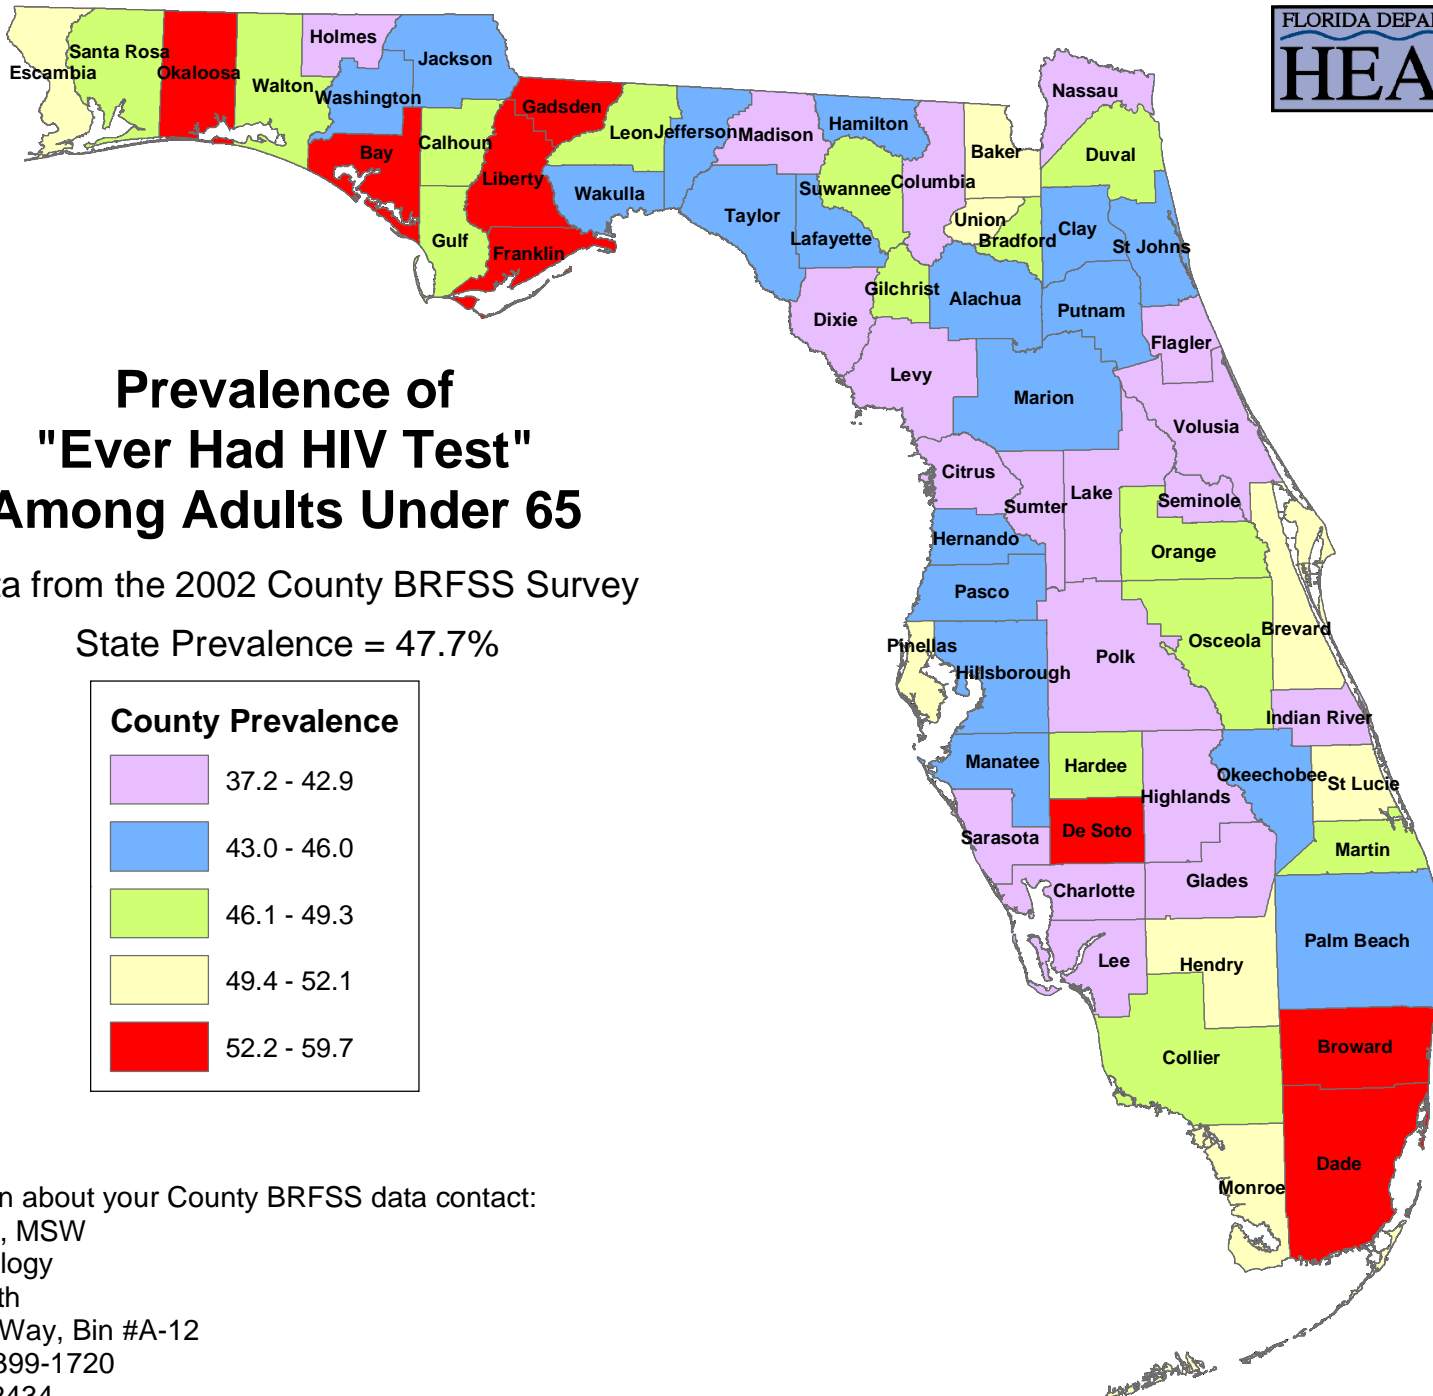 FLORIDA DEPA
HEA
Prevalence of
"Ever Had HIV Test"
Among Adults Under 65
ta from the 2002 County BRFSS Survey
State Prevalence = 47.7%
County Prevalence
37.2 - 42.9
43.0 - 46.0
46.1 - 49.3
49.4 - 52.1
52.2 - 59.7
n about your County BRFSS data contact:
, MSW
logy
th
Way, Bin #A-12
399-1720
2434
Escambia
Santa Rosa
Okaloosa
Walton
Holmes
Washington
Jackson
Bay
Calhoun
Gulf
Gadsden
Liberty
Franklin
Leon
Wakulla
Jefferson
Madison
Taylor
Hamilton
Suwannee
Lafayette
Columbia
Dixie
Gilchrist
Baker
Union
Bradford
Nassau
Duval
Clay
St Johns
Alachua
Putnam
Flagler
Levy
Marion
Volusia
Citrus
Sumter
Lake
Seminole
Hernando
Orange
Pasco
Pinellas
Hillsborough
Polk
Osceola
Brevard
Indian River
Manatee
Hardee
Highlands
Okeechobee
St Lucie
Sarasota
De Soto
Martin
Charlotte
Glades
Lee
Hendry
Palm Beach
Collier
Broward
Monroe
Dade